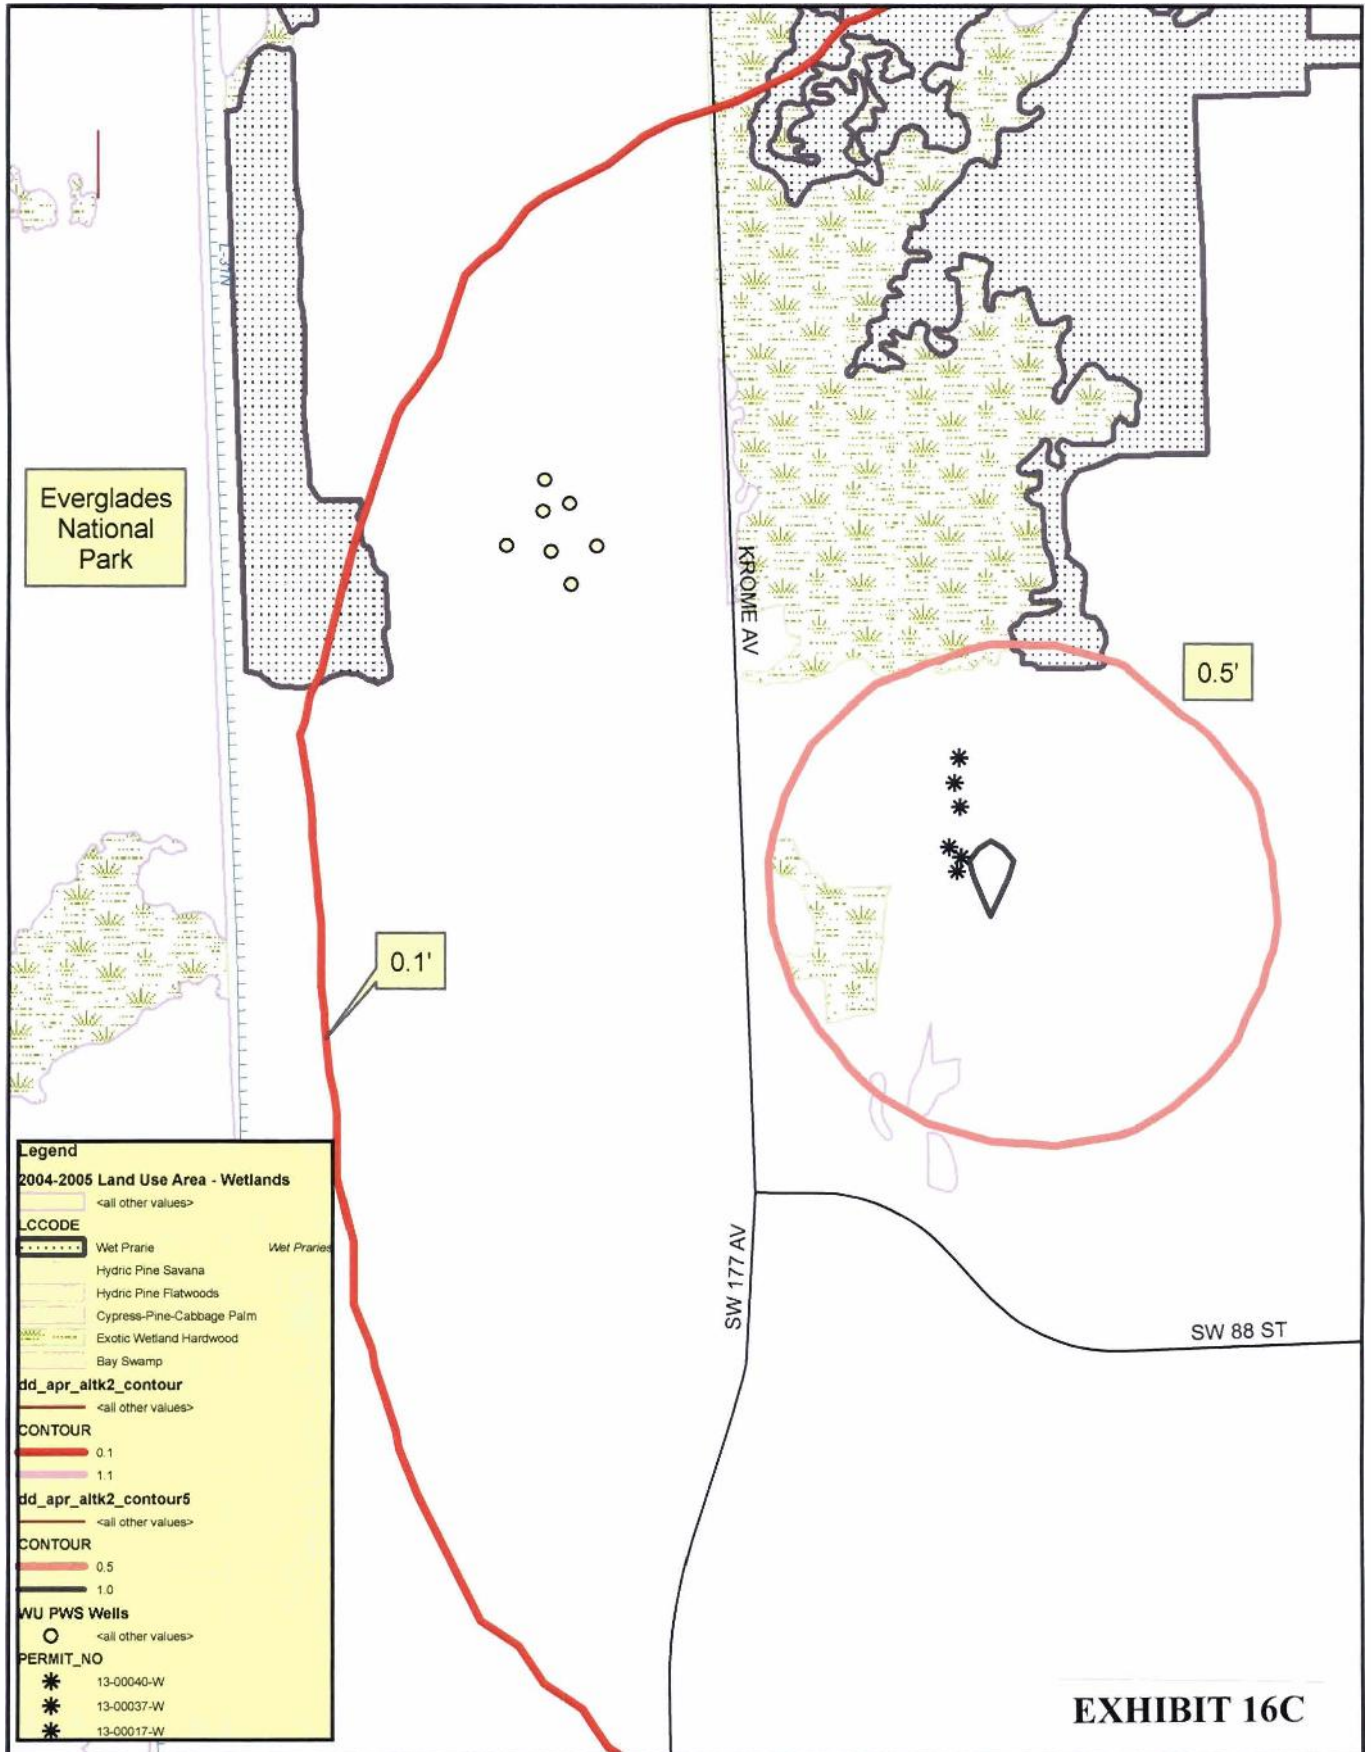 L-31N
Everglades
National
Park
KROME AV
0.5'
0.1'
SW 177 AV
SW 88 ST
Legend
2004-2005 Land Use Area - Wetlands
<all other values>
LCCODE
Wet Prarie Wet Praries
Hydric Pine Savana
Hydric Pine Flatwoods
Cypress-Pine-Cabbage Palm
Exotic Wetland Hardwood
Bay Swamp
dd_apr_altk2_contour
<all other values>
CONTOUR
0.1
1.1
dd_apr_altk2_contour5
<all other values>
CONTOUR
0.5
1.0
WU PWS Wells
<all other values>
PERMIT_NO
13-00040-W
13-00037-W
13-00017-W
EXHIBIT 16C